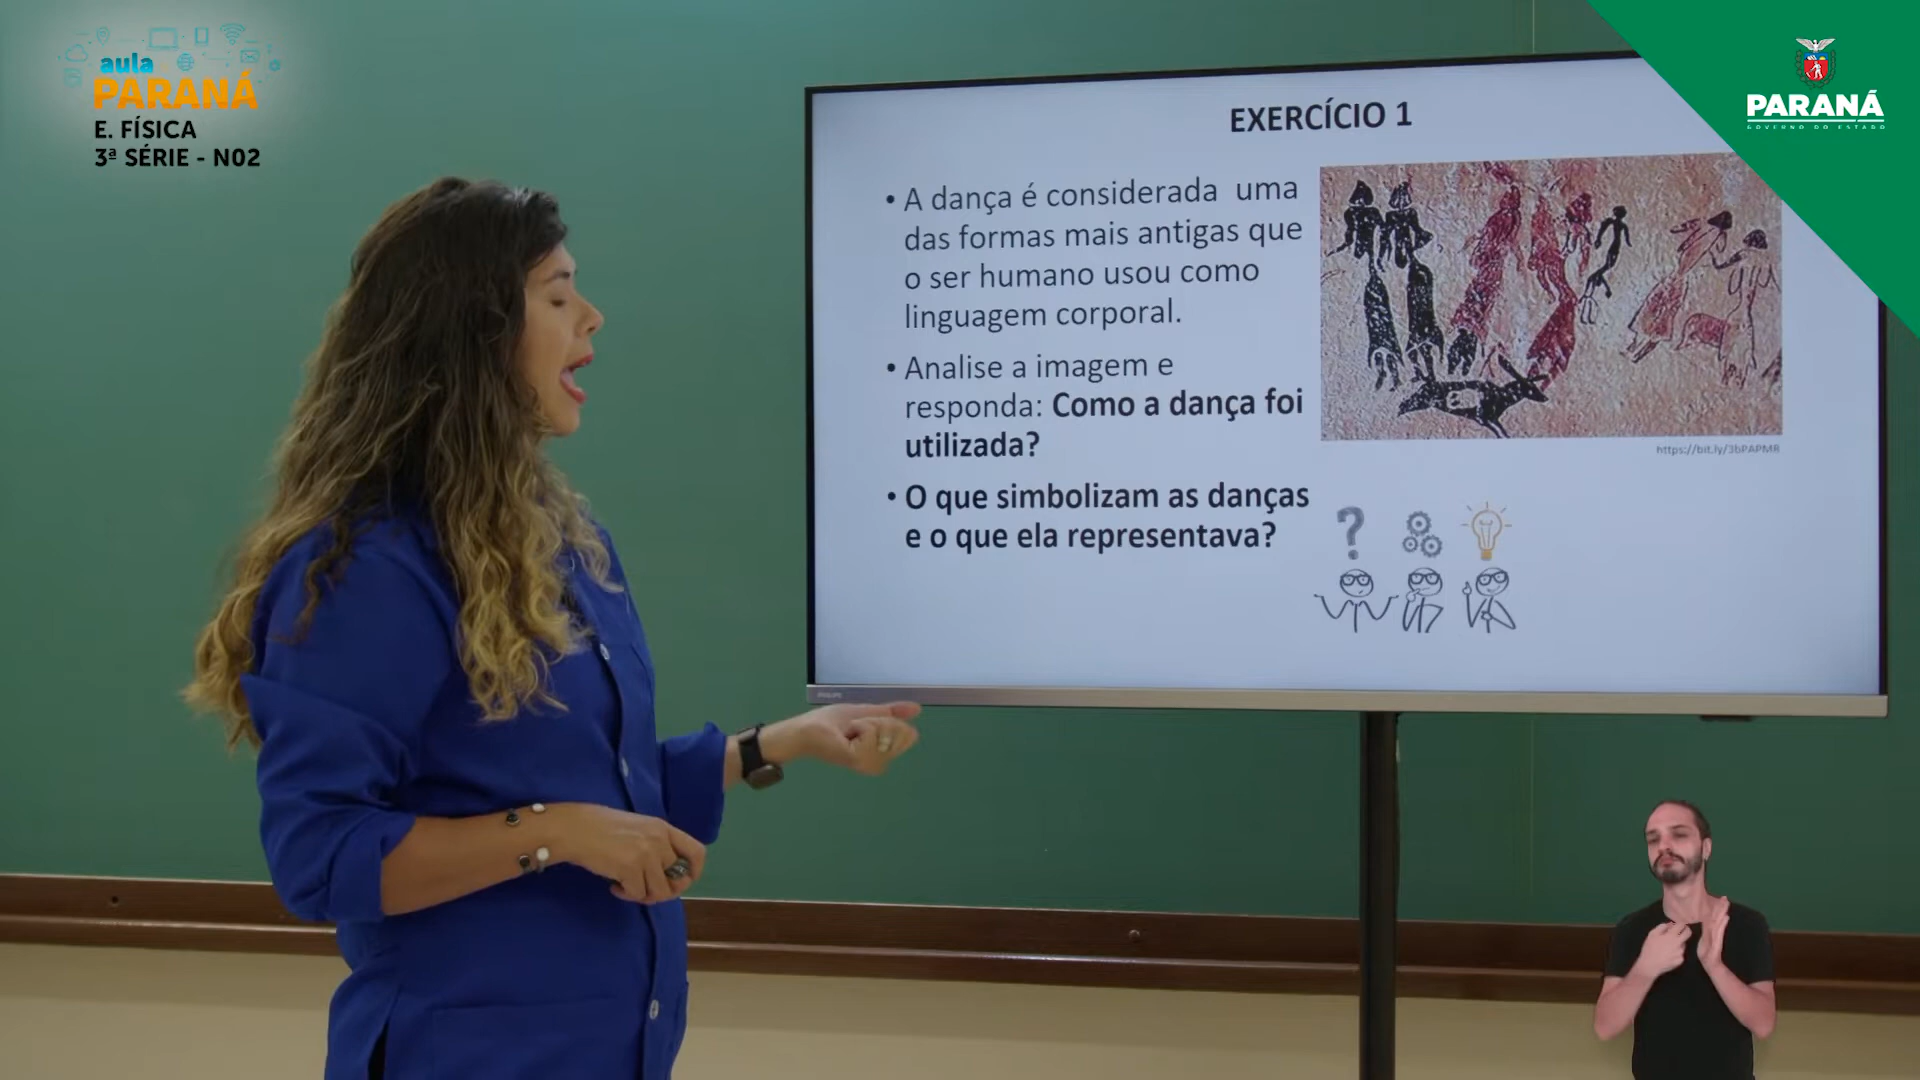 aula
PARANÁ
E. FÍSICA
3ª SÉRIE - N02
EXERCÍCIO 1
• A dança é considerada uma
das formas mais antigas que
o ser humano usou como
linguagem corporal.
• Analise a imagem e
responda: Como a dança foi
utilizada?
• O que simbolizam as danças
e o que ela representava?
https://bit.ly/3bPAPMR
?
PARANÁ
GOVERNO DO ESTADO
PHILIPS